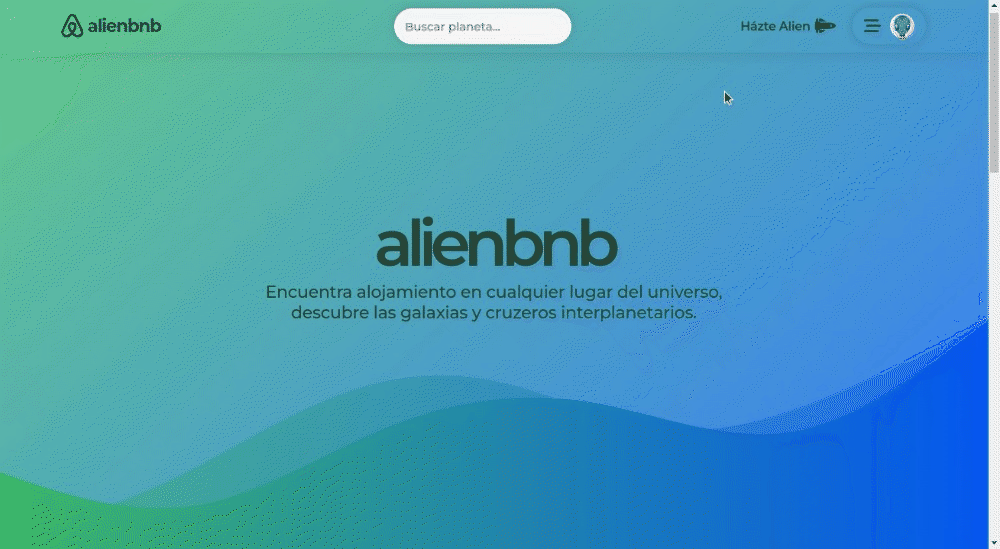 alienbnb
Buscar planeta...
Házte Alien
alienbnb
Encuentra alojamiento en cualquier lugar del universo,
descubre las galaxias y cruzeros interplanetarios.